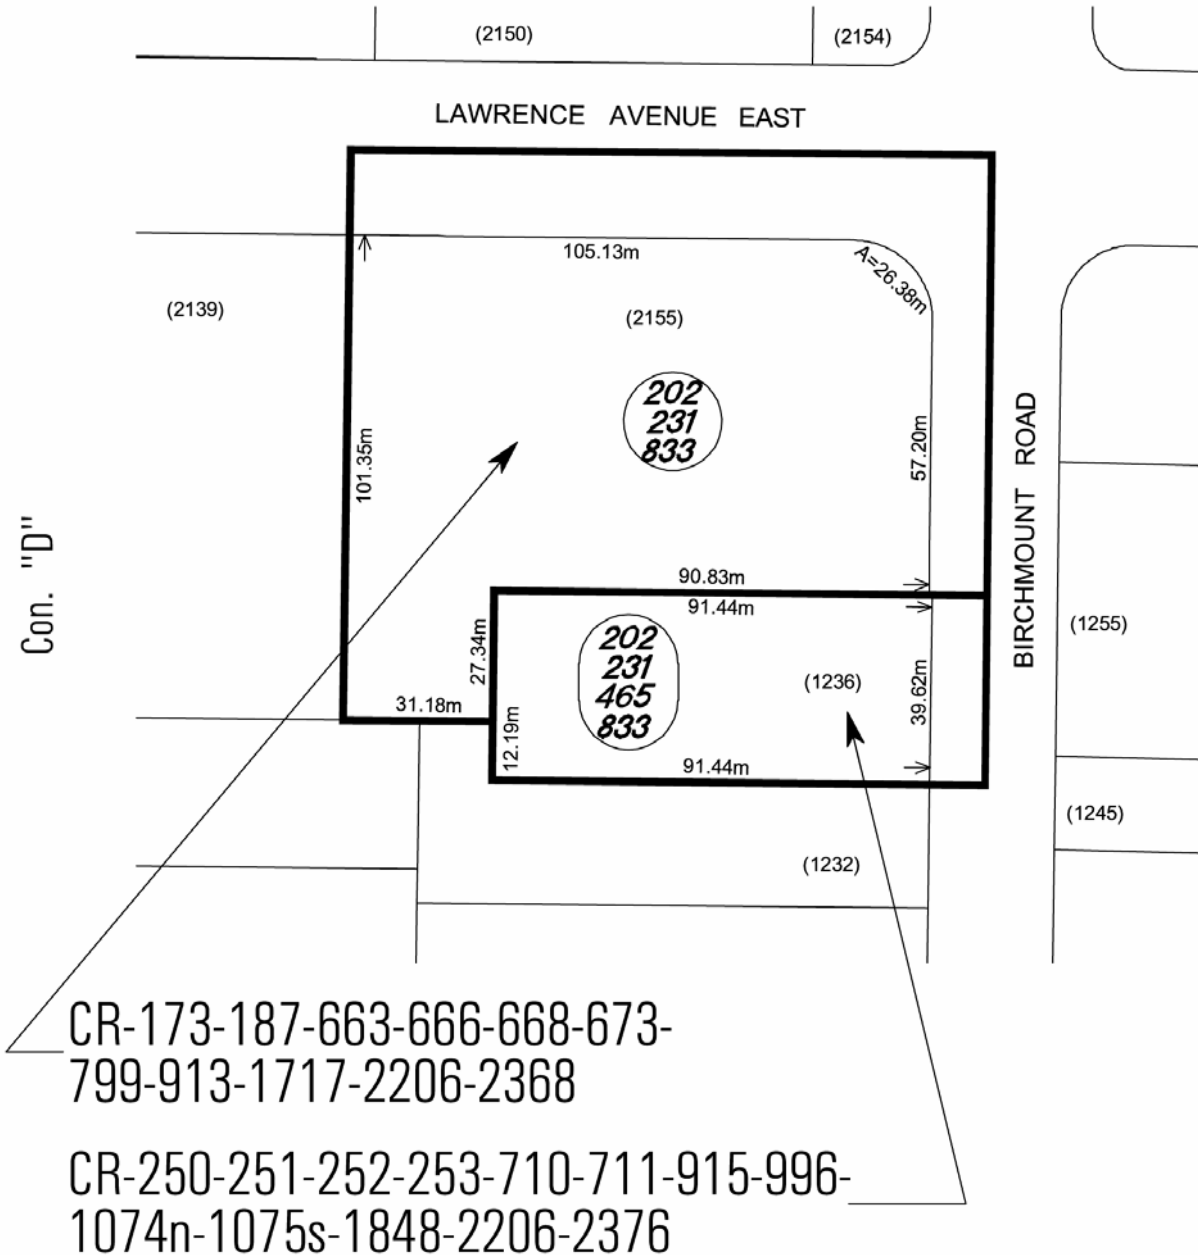 (2150)
(2154)
LAWRENCE AVENUE EAST
105.13m
A=26.38m
(2139)
(2155)
202
231
833
101.35m
57.20m
BIRCHMOUNT ROAD
Con. "D"
90.83m
91.44m
27.34m
202
231
465
833
(1236)
39.62m
(1255)
31.18m
12.19m
91.44m
(1245)
(1232)
CR-173-187-663-666-668-673-
799-913-1717-2206-2368
CR-250-251-252-253-710-711-915-996-
1074n-1075s-1848-2206-2376